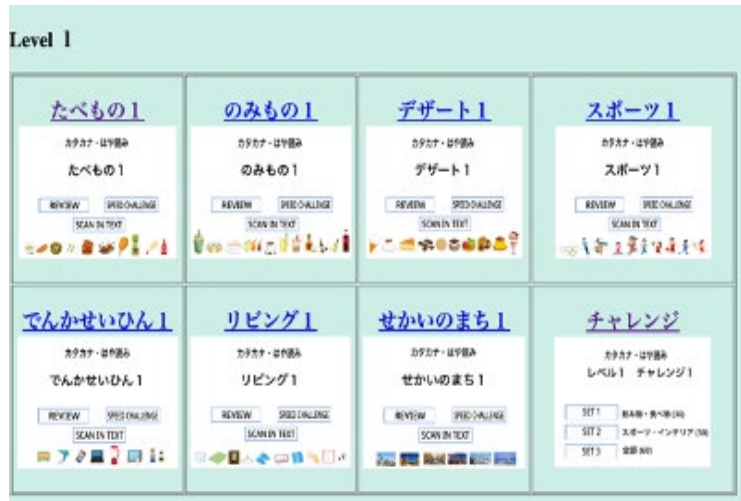 Level 1
たべもの1
カタカナ・はや読み
たべもの1
REVIEW SPEED CHALLENGE
SCAN IN TEXT
のみもの1
カタカナ・はや読み
のみもの1
REVIEW SPEED CHALLENGE
SCAN IN TEXT
デザート1
カタカナ・はや読み
デザート1
REVIEW SPEED CHALLENGE
SCAN IN TEXT
スポーツ1
カタカナ・はや読み
スポーツ1
REVIEW SPEED CHALLENGE
SCAN IN TEXT
でんかせいひん1
カタカナ・はや読み
でんかせいひん1
REVIEW SPEED CHALLENGE
SCAN IN TEXT
リビング1
カタカナ・はや読み
リビング1
REVIEW SPEED CHALLENGE
SCAN IN TEXT
せかいのまち1
カタカナ・はや読み
せかいのまち1
REVIEW SPEED CHALLENGE
SCAN IN TEXT
チャレンジ
カタカナ・はや読み
レベル1 チャレンジ1
SET 1 飲み物・食べ物
SET 2 スポーツ・インテリア
SET 3 全部